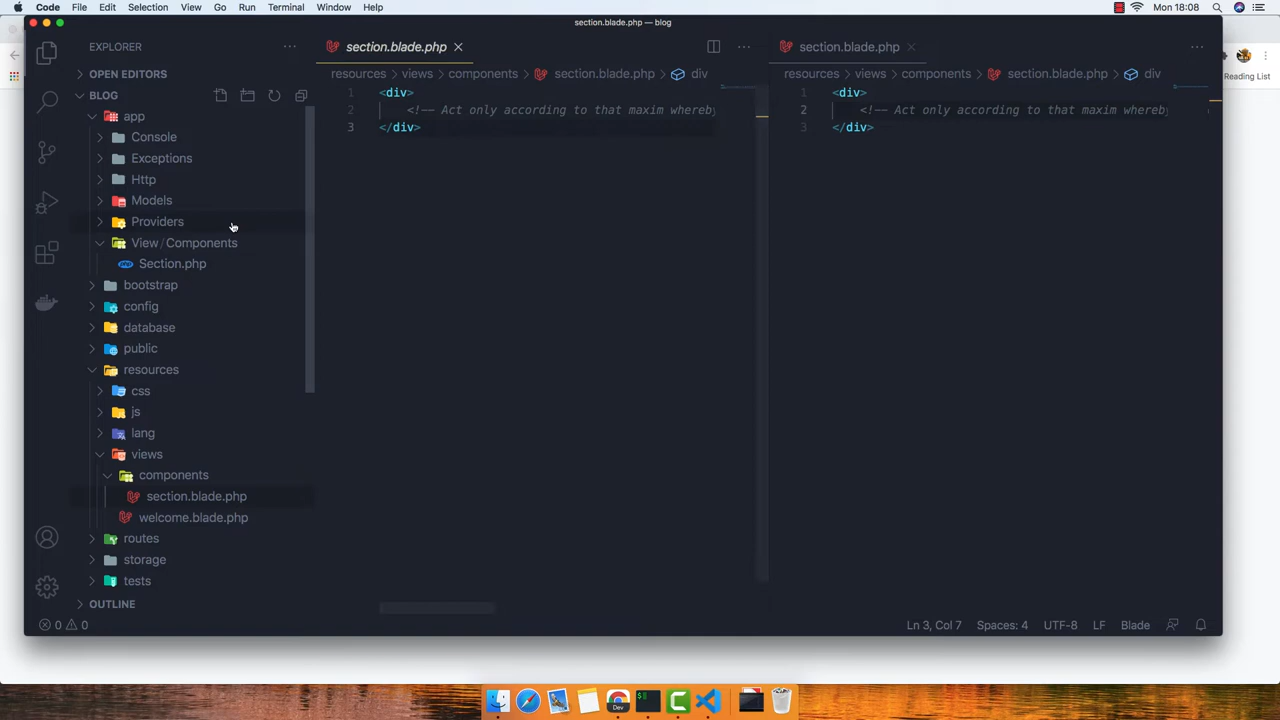 Code File Edit Selection View Go Run Terminal Window Help
Mon 18:08
section.blade.php — blog
Reading List
EXPLORER
OPEN EDITORS
BLOG
app
Console
Exceptions
Http
Models
Providers
View/Components
Section.php
bootstrap
config
database
public
resources
css
js
lang
views
components
section.blade.php
welcome.blade.php
routes
storage
tests
OUTLINE
section.blade.php
resources > views > components > section.blade.php > div
1 <div>
2 <!-- Act only according to that maxim whereby
3 </div>
section.blade.php
resources > views > components > section.blade.php > div
1 <div>
2 <!-- Act only according to that maxim whereby
3 </div>
0 0
Ln 3, Col 7 Spaces: 4 UTF-8 LF Blade
Dev